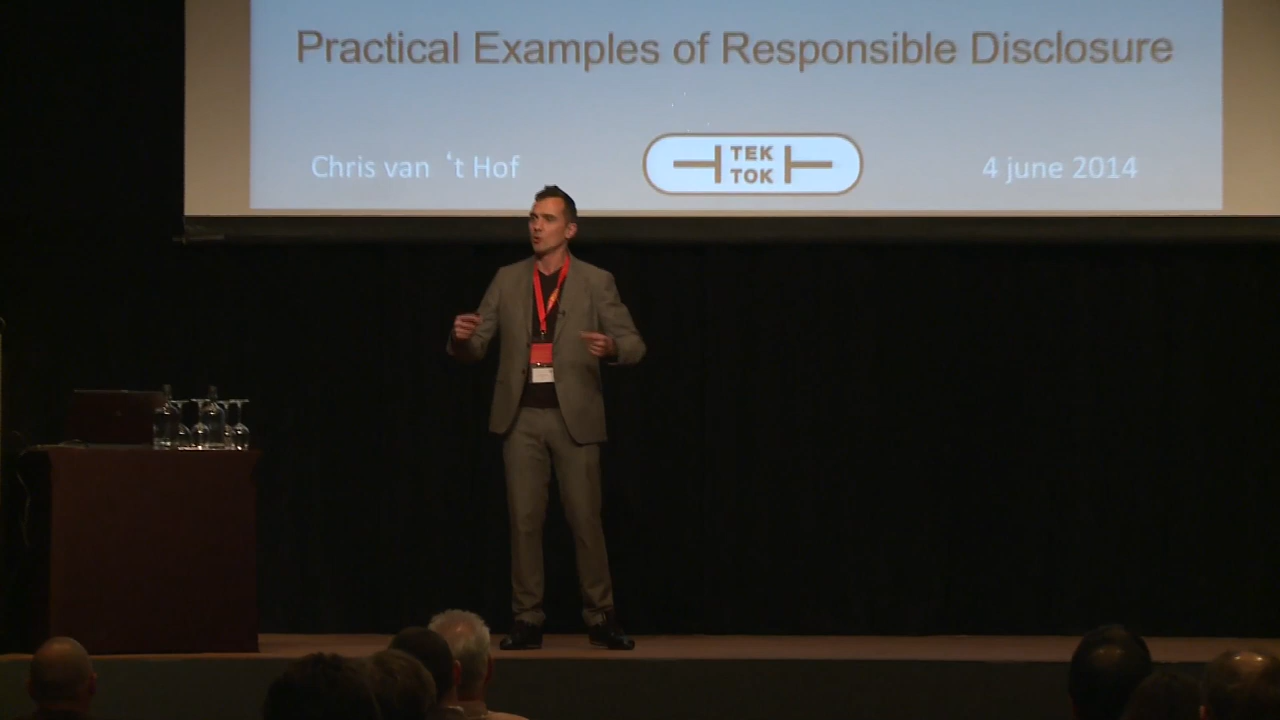 Practical Examples of Responsible Disclosure
Chris van 't Hof
TEK
TOK
4 june 2014